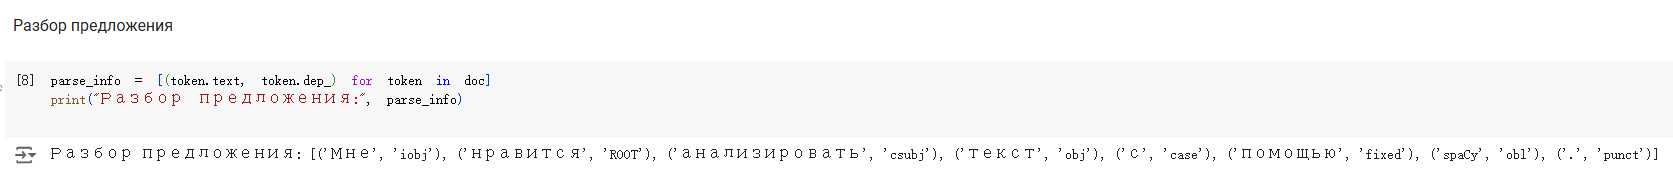 Разбор предложения
[8] parse_info = [(token.text, token.dep_) for token in doc]
print("Разбор предложения:", parse_info)
Разбор предложения: [('Мне', 'iobj'), ('нравится', 'ROOT'), ('анализировать', 'csubj'), ('текст', 'obj'), ('с', 'case'), ('помощью', 'fixed'), ('spaCy', 'obl'), ('.', 'punct')]